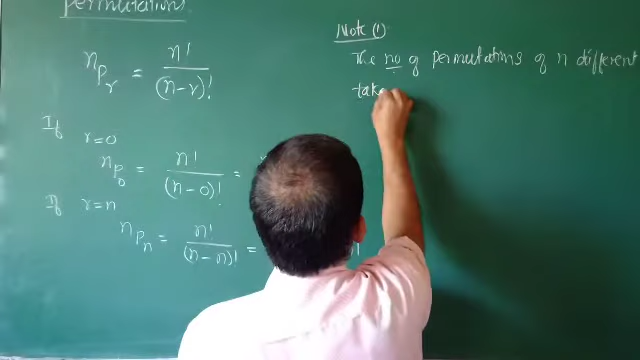 permutations
nPr = n!/(n-r)!
If r=0
nP0 = n!/(n-0)! =
If r=n
nPn = n!/(n-n)! =
Note (1)
The no of permutations of n different
take